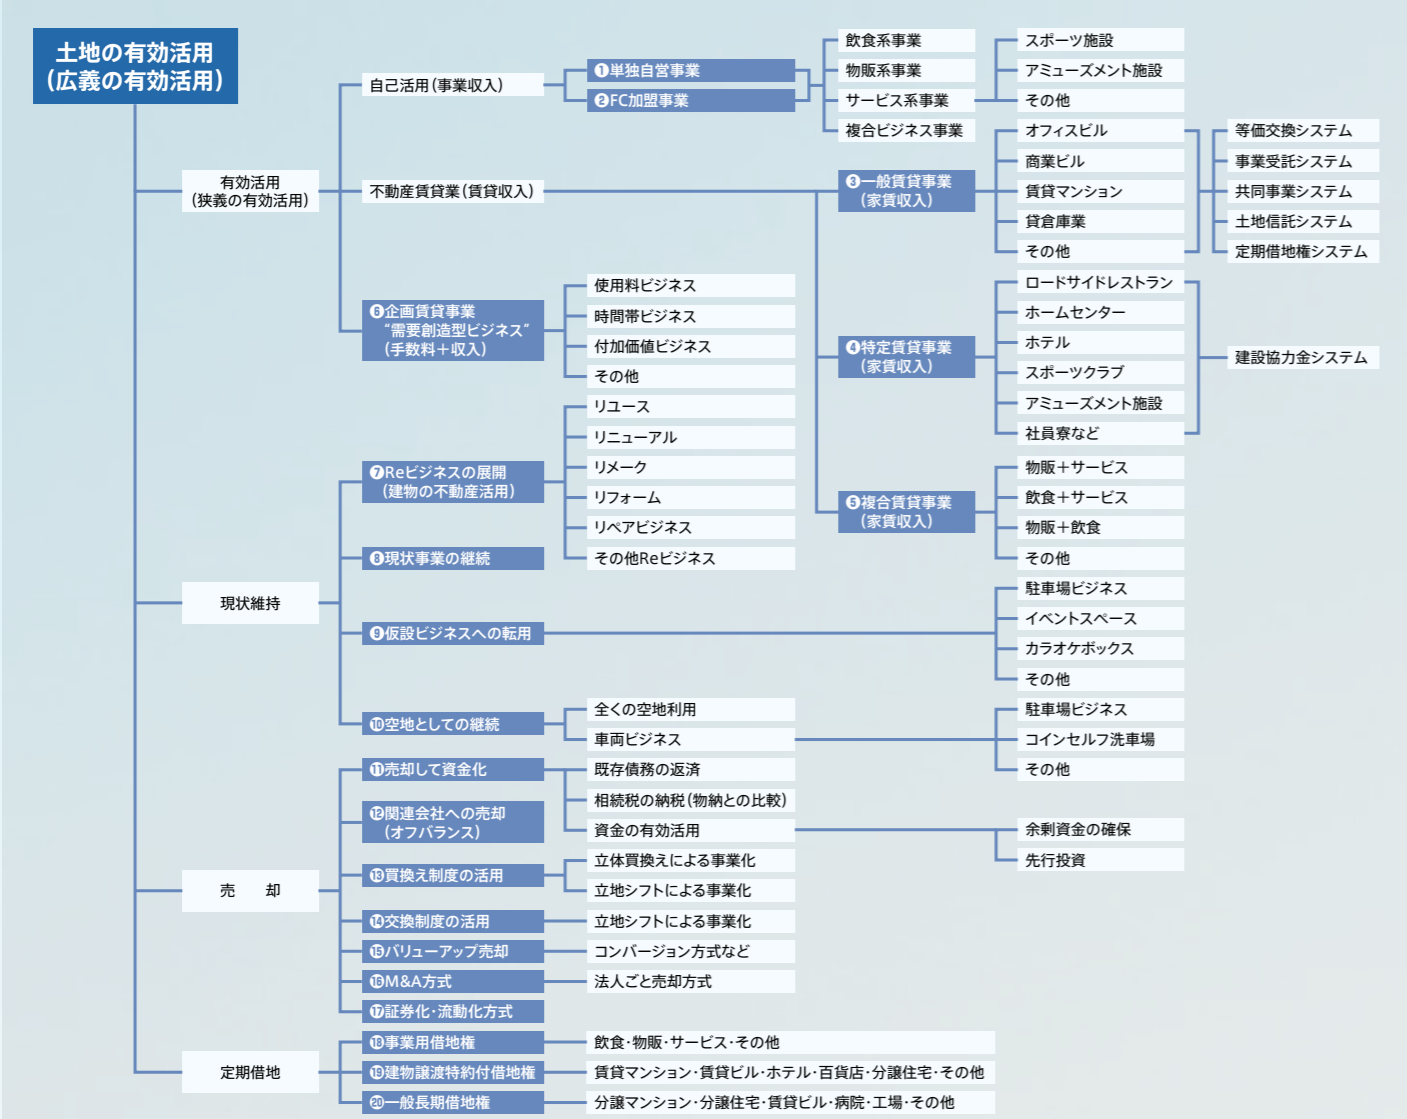 土地の有効活用
(広義の有効活用)
有効活用
(狭義の有効活用)
自己活用(事業収入)
❶単独自営事業
❷FC加盟事業
飲食系事業
物販系事業
サービス系事業
複合ビジネス事業
スポーツ施設
アミューズメント施設
その他
不動産賃貸業(賃貸収入)
❸一般賃貸事業
(家賃収入)
オフィスビル
商業ビル
賃貸マンション
貸倉庫業
その他
等価交換システム
事業受託システム
共同事業システム
土地信託システム
定期借地権システム
❹特定賃貸事業
(家賃収入)
ロードサイドレストラン
ホームセンター
ホテル
スポーツクラブ
アミューズメント施設
社員寮など
建設協力金システム
❺複合賃貸事業
(家賃収入)
物販+サービス
飲食+サービス
物販+飲食
その他
❻企画賃貸事業
“需要創造型ビジネス”
(手数料+収入)
使用料ビジネス
時間帯ビジネス
付加価値ビジネス
その他
現状維持
❼Reビジネスの展開
(建物の不動産活用)
リユース
リニューアル
リメーク
リフォーム
リペアビジネス
その他Reビジネス
❽現状事業の継続
❾仮設ビジネスへの転用
駐車場ビジネス
イベントスペース
カラオケボックス
その他
❿空地としての継続
全くの空地利用
車両ビジネス
駐車場ビジネス
コインセルフ洗車場
その他
売　却
⓫売却して資金化
既存債務の返済
相続税の納税(物納との比較)
資金の有効活用
余剰資金の確保
先行投資
⓬関連会社への売却
(オフバランス)
⓭買換え制度の活用
立体買換えによる事業化
立地シフトによる事業化
⓮交換制度の活用
立地シフトによる事業化
⓯バリューアップ売却
コンバージョン方式など
⓰M&A方式
法人ごと売却方式
⓱証券化･流動化方式
定期借地
⓲事業用借地権
飲食･物販･サービス･その他
⓳建物譲渡特約付借地権
賃貸マンション･賃貸ビル･ホテル･百貨店･分譲住宅･その他
⓴一般長期借地権
分譲マンション･分譲住宅･賃貸ビル･病院･工場･その他